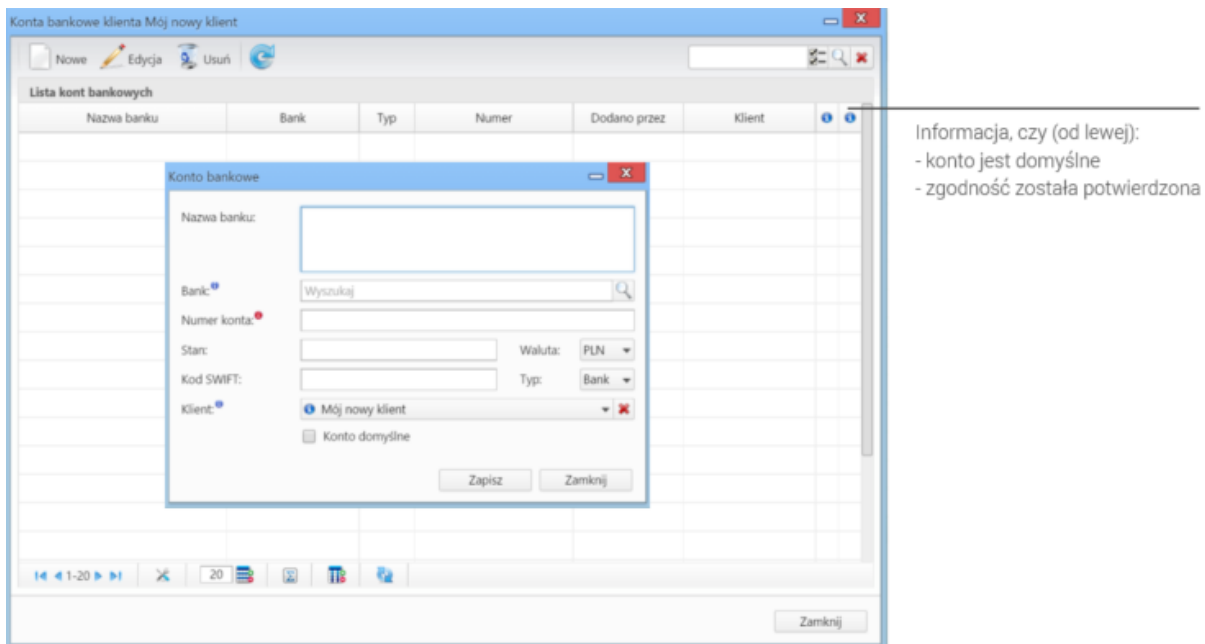 Konta bankowe klienta Mój nowy klient
Nowe Edycja Usuń
Lista kont bankowych
Nazwa banku Bank Typ Numer Dodano przez Klient
Informacja, czy (od lewej):
- konto jest domyślne
- zgodność została potwierdzona
Konto bankowe
Nazwa banku:
Bank: Wyszukaj
Numer konta:
Stan: Waluta: PLN
Kod SWIFT: Typ: Bank
Klient: Mój nowy klient
Konto domyślne
Zapisz Zamknij
1-20 20
Zamknij